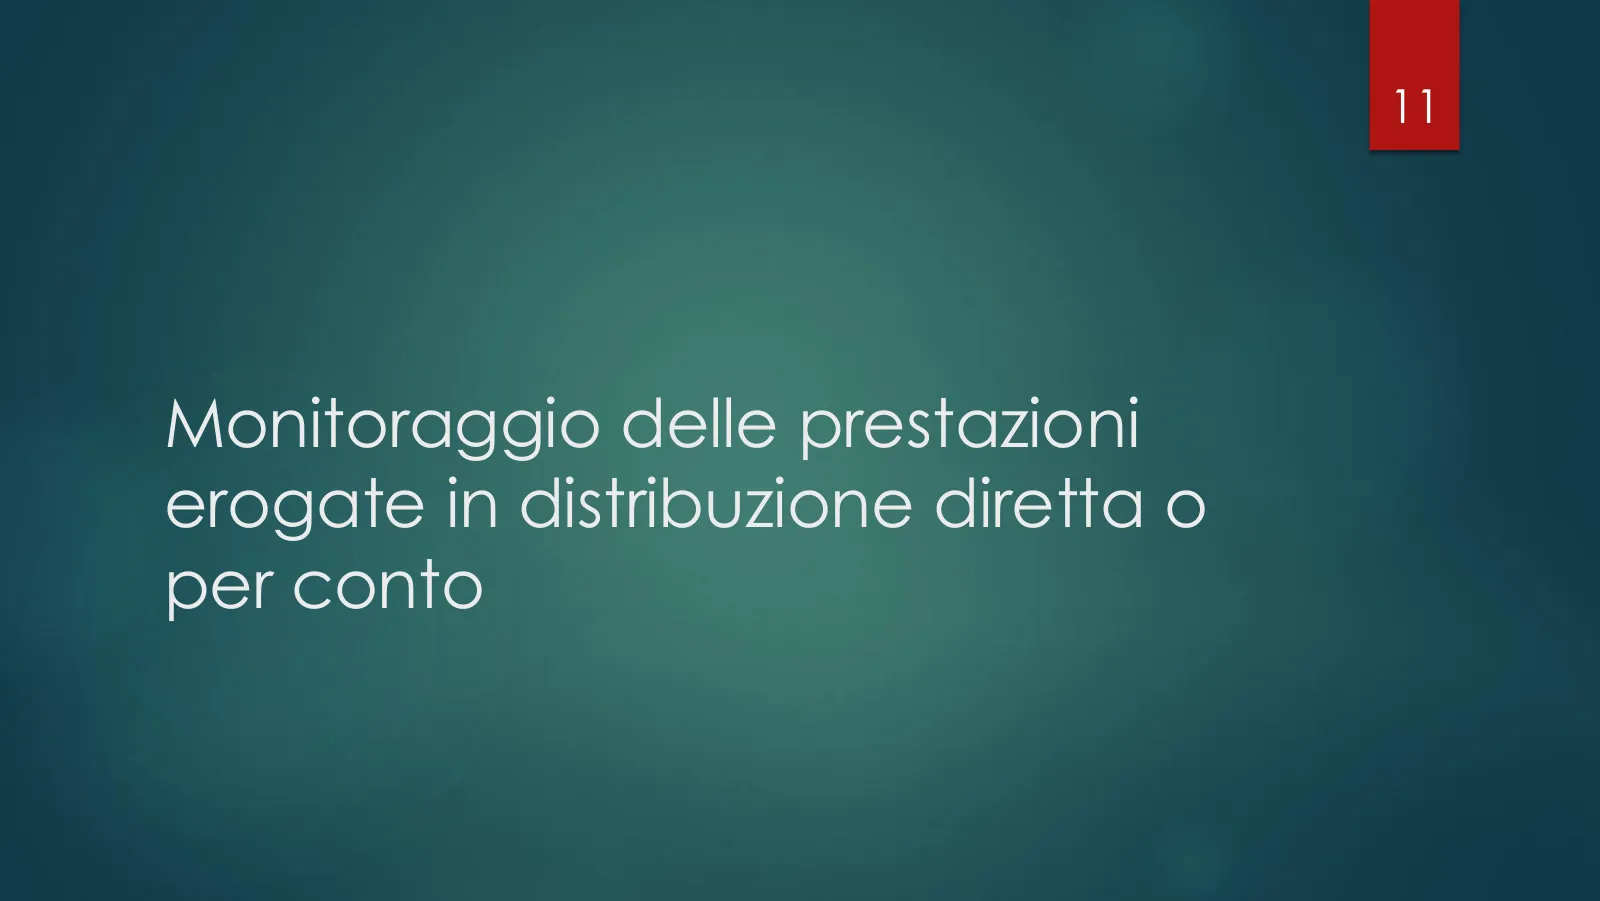 11
Monitoraggio delle prestazioni
erogate in distribuzione diretta o
per conto